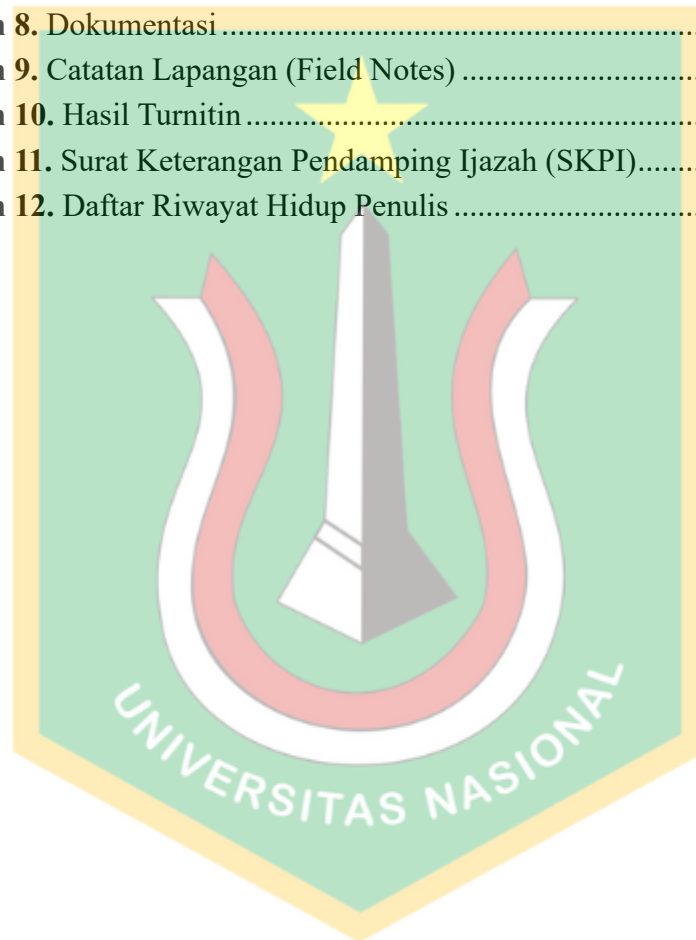 n 8. Dokumentasi ........................................................
n 9. Catatan Lapangan (Field Notes) ............................
n 10. Hasil Turnitin .....................................................
n 11. Surat Keterangan Pendamping Ijazah (SKPI).......
n 12. Daftar Riwayat Hidup Penulis .............................
UNIVERSITAS NASIONAL